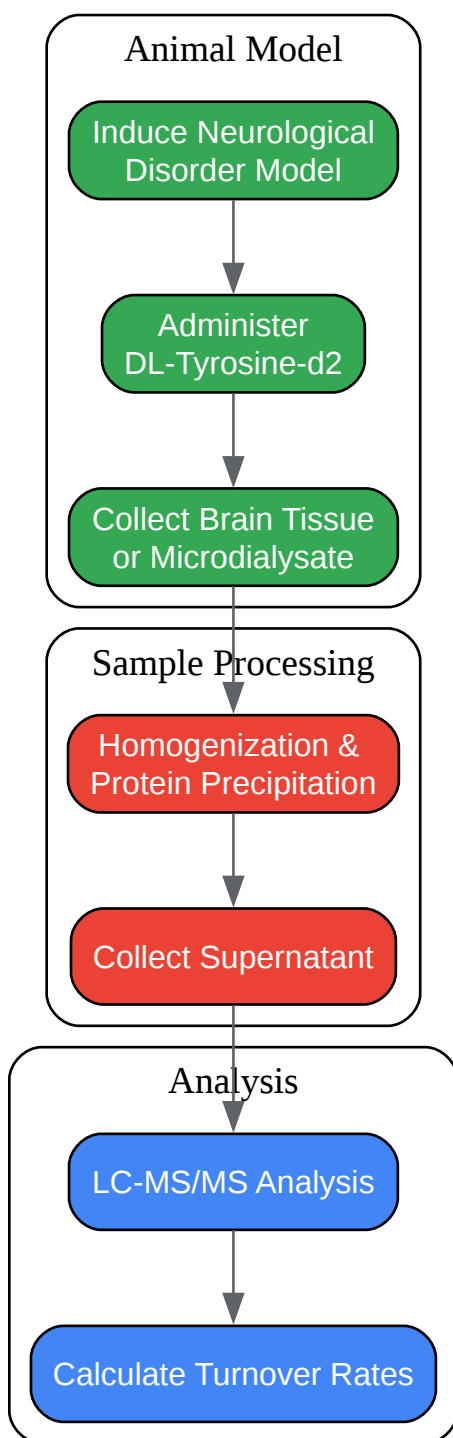 Animal Model
Induce Neurological
Disorder Model
Administer
DL-Tyrosine-d2
Collect Brain Tissue
or Microdialysate
Sample Processing
Homogenization &
Protein Precipitation
Collect Supernatant
Analysis
LC-MS/MS Analysis
Calculate Turnover Rates